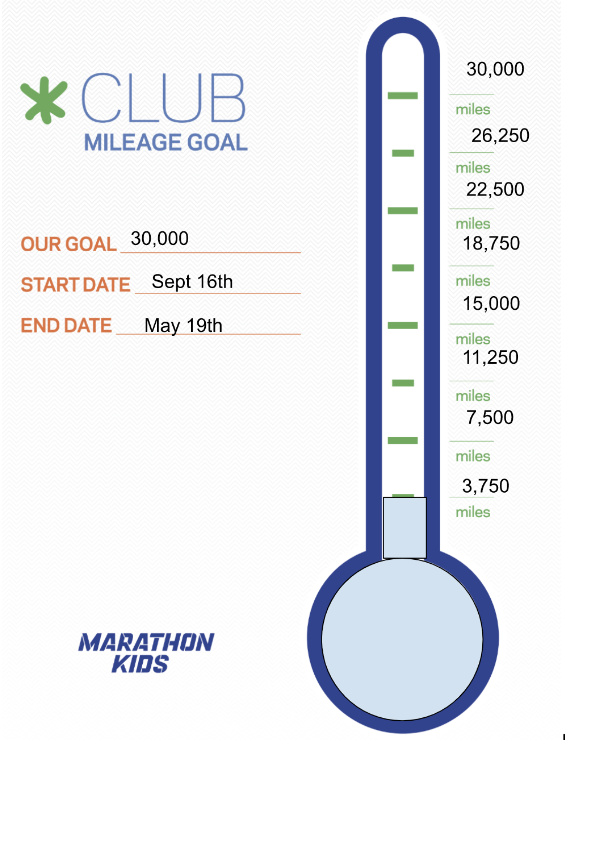 CLUB
MILEAGE GOAL
OUR GOAL 30,000
START DATE Sept 16th
END DATE May 19th
30,000
miles
26,250
miles
22,500
miles
18,750
miles
15,000
miles
11,250
miles
7,500
miles
3,750
miles
MARATHON
KIDS